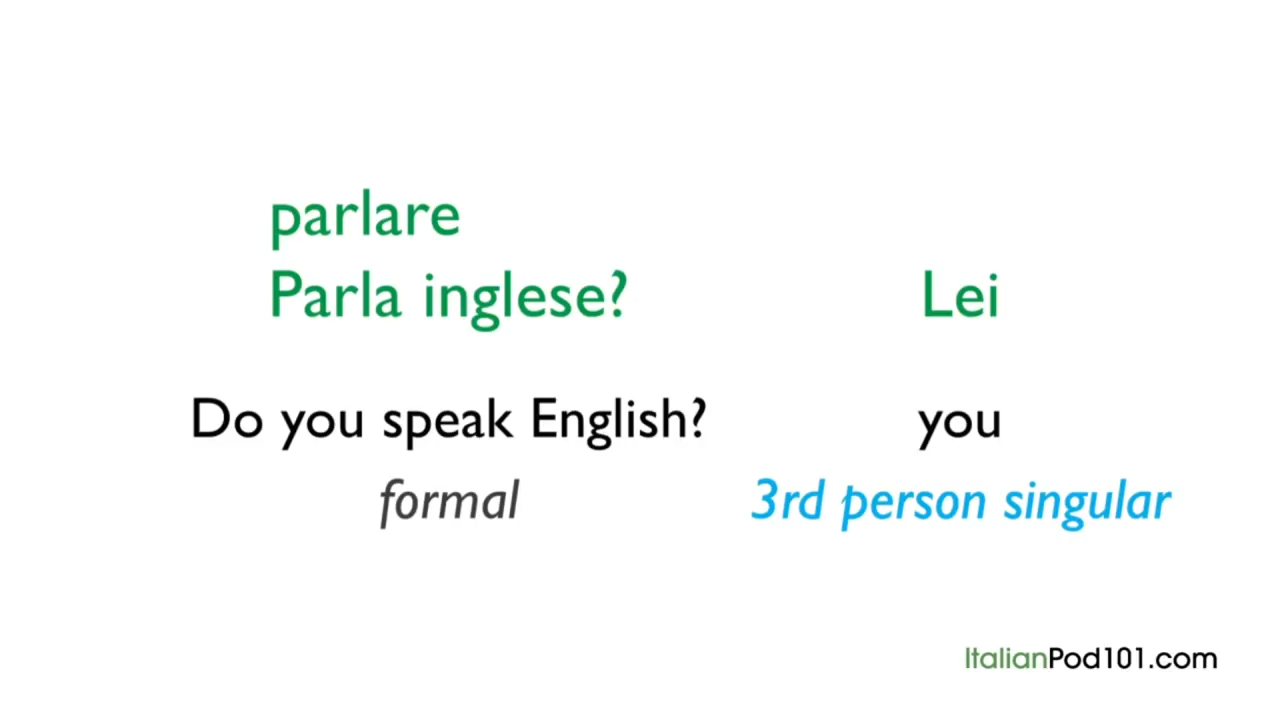 parlare
Parla inglese? Lei
Do you speak English? you
formal 3rd person singular
ItalianPod101.com